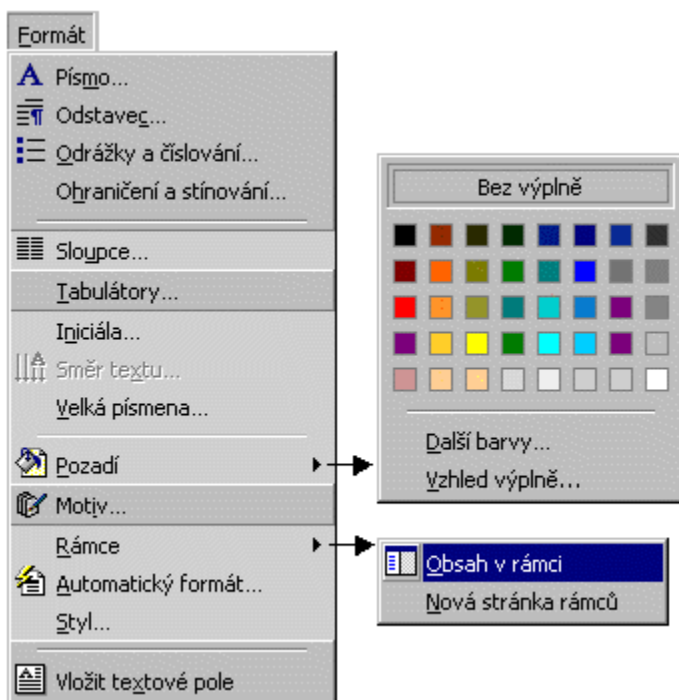 Formát
Písmo...
Odstavec...
Odrážky a číslování...
Ohraničení a stínování...
Sloupce...
Tabulátory...
Iniciála...
Směr textu...
Velká písmena...
Pozadí
Motiv...
Rámce
Automatický formát...
Styl...
Vložit textové pole
Bez výplně
Další barvy...
Vzhled výplně...
Obsah v rámci
Nová stránka rámců